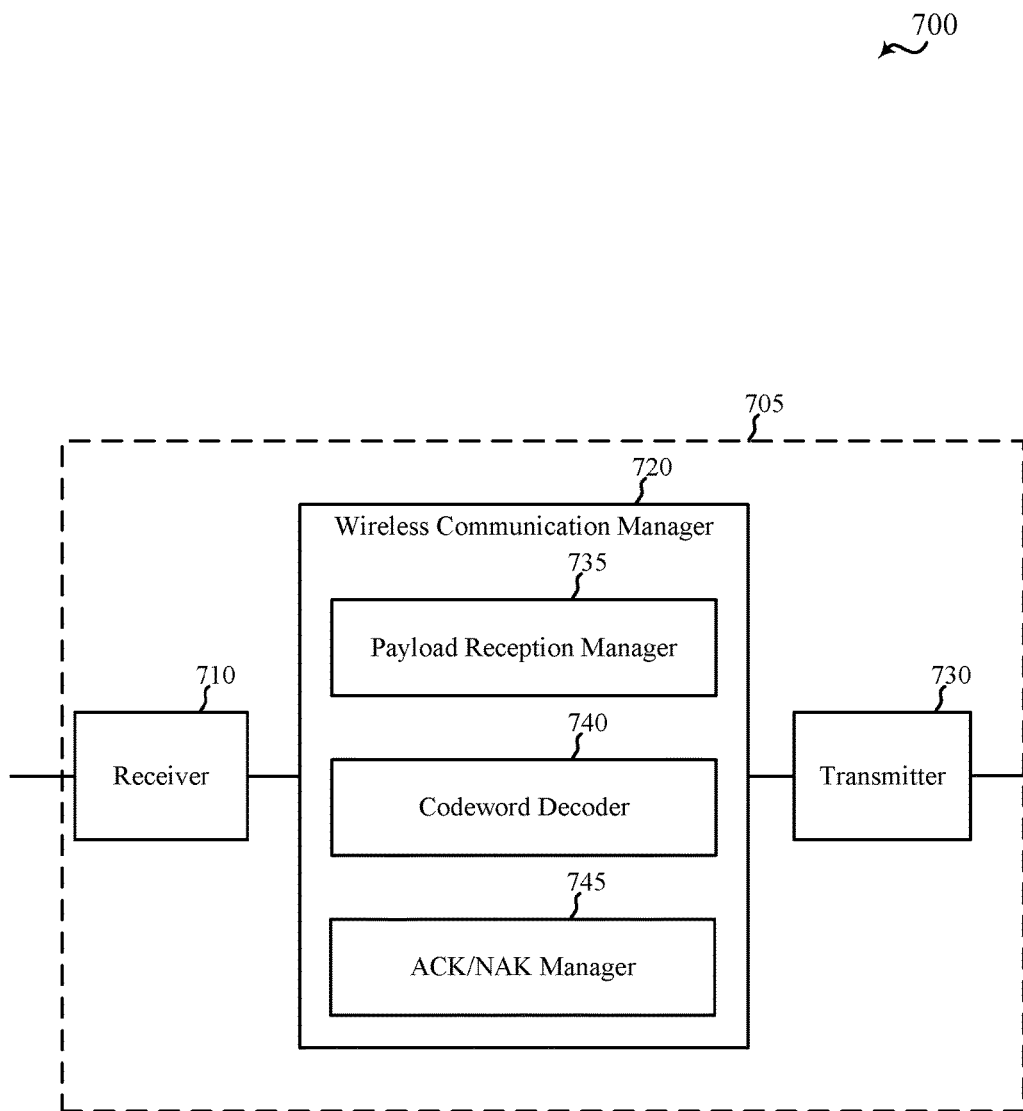 700
705
720
Wireless Communication Manager
735
Payload Reception Manager
710
Receiver
740
Codeword Decoder
730
Transmitter
745
ACK/NAK Manager